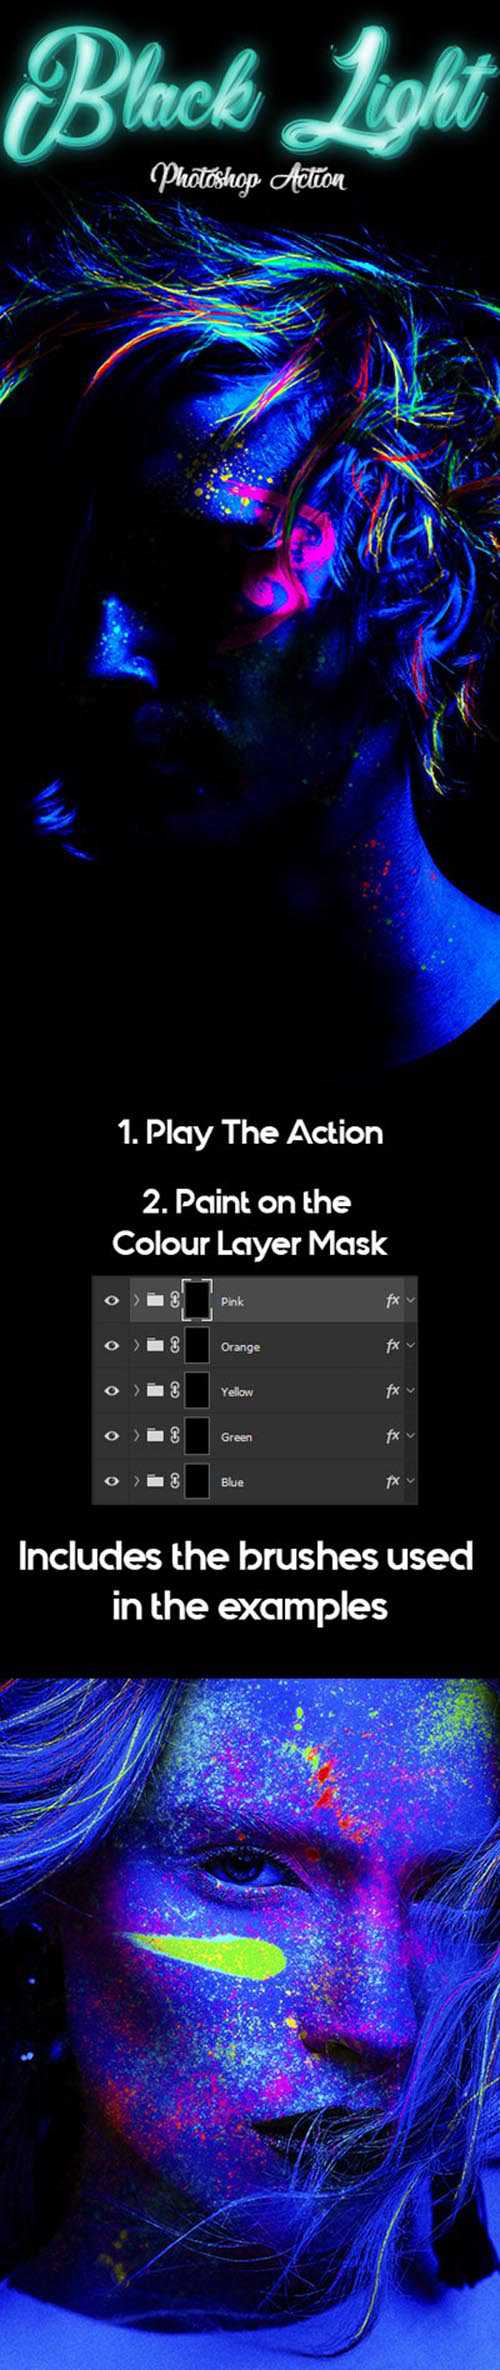 Black Light
Photoshop Action
1. Play The Action
2. Paint on the
Colour Layer Mask
Pink fx
Orange fx
Yellow fx
Green fx
Blue fx
Includes the brushes used
in the examples